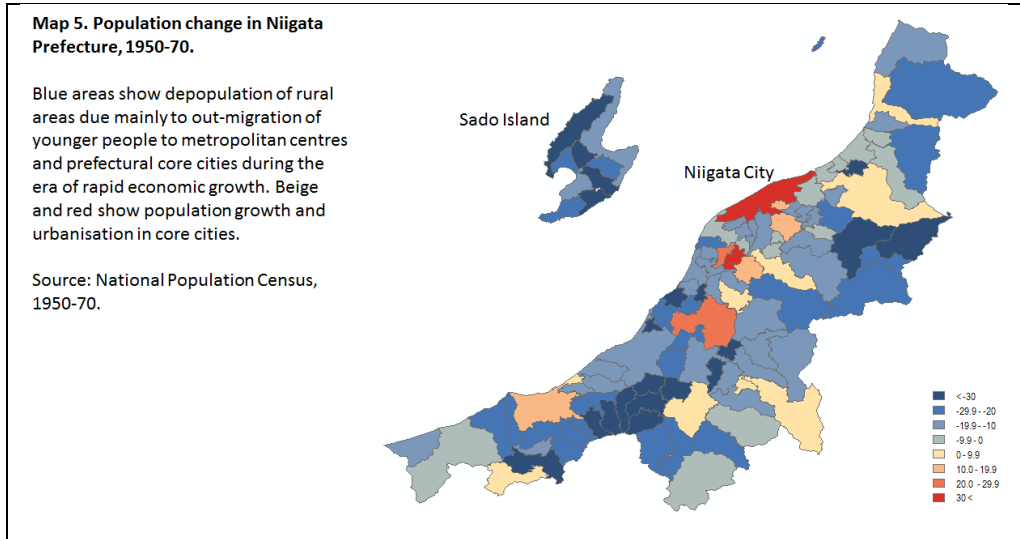 Map 5. Population change in Niigata
Prefecture, 1950-70.
Blue areas show depopulation of rural
areas due mainly to out-migration of
younger people to metropolitan centres
and prefectural core cities during the
era of rapid economic growth. Beige
and red show population growth and
urbanisation in core cities.
Source: National Population Census,
1950-70.
Sado Island
Niigata City
< -30
-29.9 - -20
-19.9 - -10
-9.9 - 0
0 - 9.9
10.0 - 19.9
20.0 - 29.9
30 <